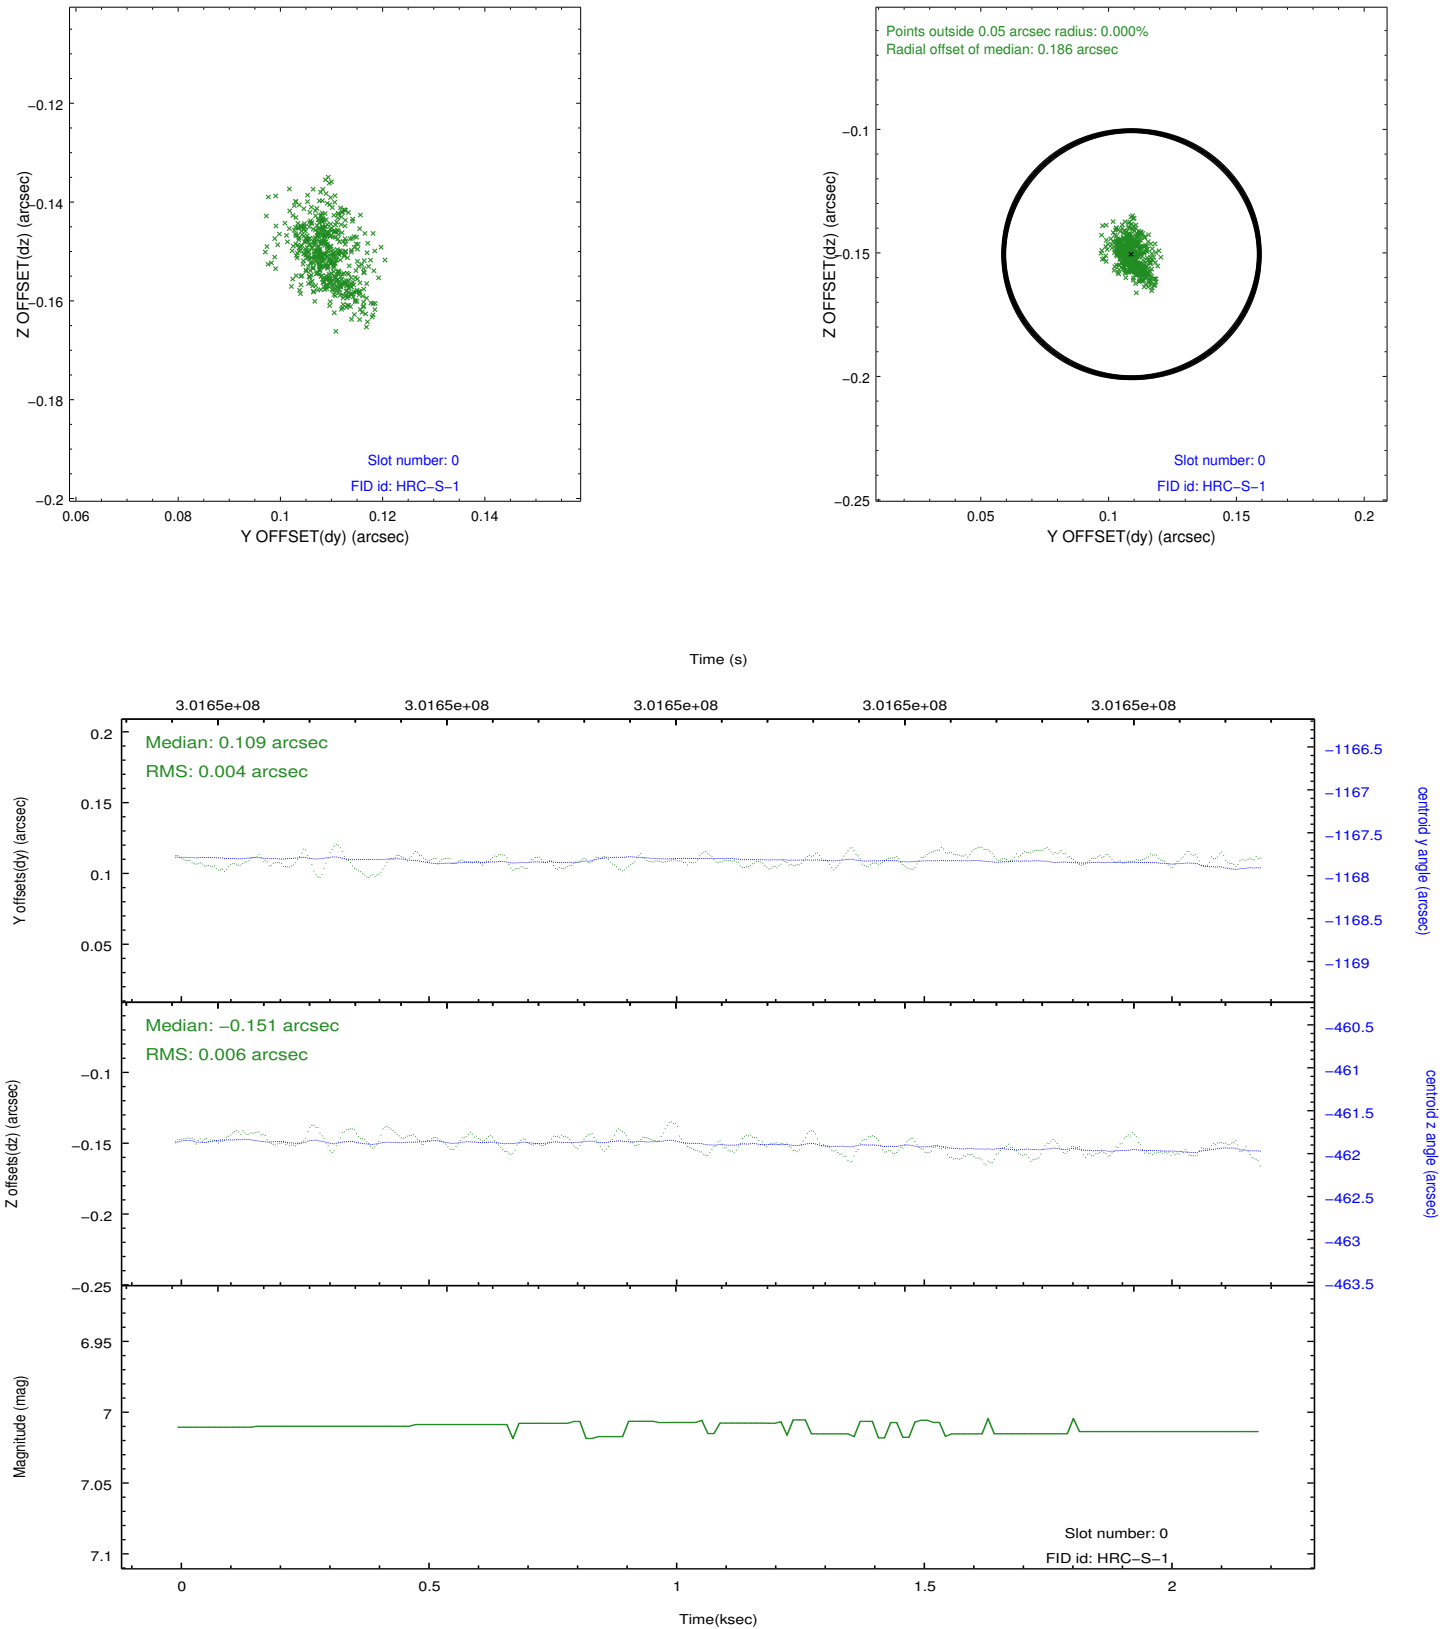 −0.12
−0.14
−0.16
−0.18
−0.2
0.06 0.08 0.1 0.12 0.14
Z OFFSET(dz) (arcsec)
Y OFFSET(dy) (arcsec)
Slot number: 0
FID id: HRC−S−1
Points outside 0.05 arcsec radius: 0.000%
Radial offset of median: 0.186 arcsec
−0.1
−0.15
−0.2
−0.25
0.05 0.1 0.15 0.2
Z OFFSET(dz) (arcsec)
Y OFFSET(dy) (arcsec)
Slot number: 0
FID id: HRC−S−1
Time (s)
3.0165e+08 3.0165e+08 3.0165e+08 3.0165e+08 3.0165e+08
Median: 0.109 arcsec
RMS: 0.004 arcsec
0.2
0.15
0.1
0.05
Y offsets(dy) (arcsec)
−1166.5
−1167
−1167.5
−1168
−1168.5
−1169
centroid y angle (arcsec)
Median: −0.151 arcsec
RMS: 0.006 arcsec
−0.1
−0.15
−0.2
−0.25
Z offsets(dz) (arcsec)
−460.5
−461
−461.5
−462
−462.5
−463
−463.5
centroid z angle (arcsec)
6.95
7
7.05
7.1
Magnitude (mag)
Slot number: 0
FID id: HRC−S−1
0 0.5 1 1.5 2
Time(ksec)